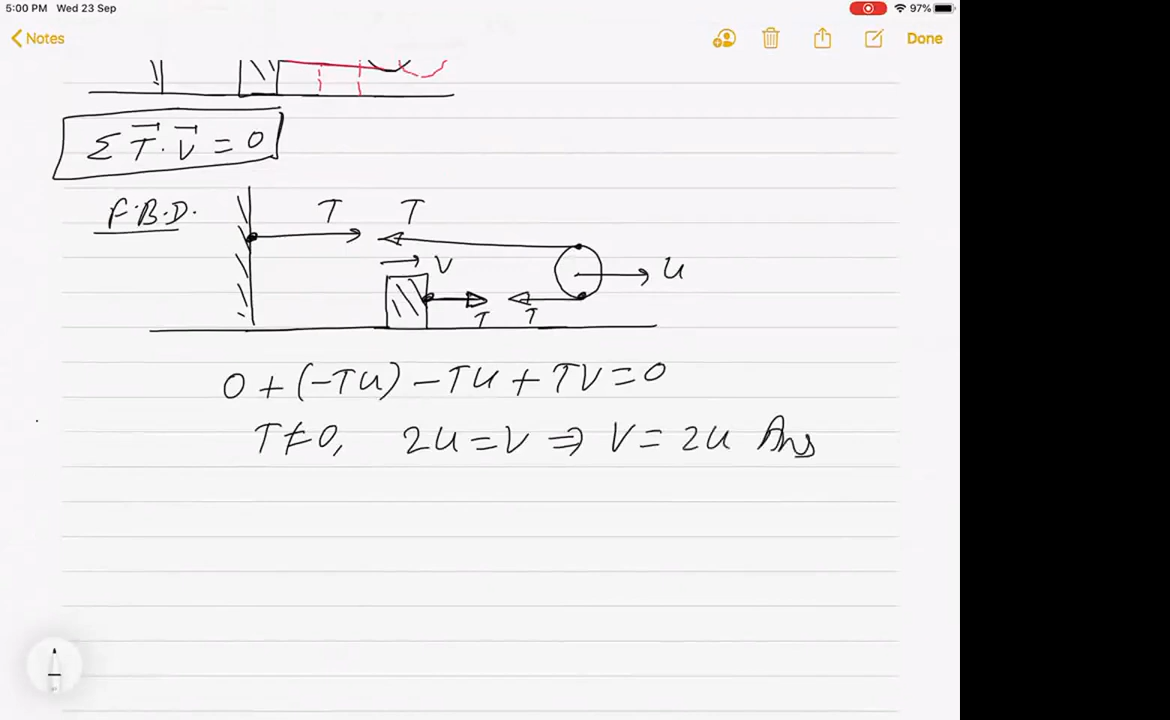 5:00 PM Wed 23 Sep 97%
Notes Done
Σ T⃗ · V⃗ = 0
F.B.D. T T
V u
T T
0 + (-Tu) - Tu + TV = 0
T ≠ 0, 2u = V ⇒ V = 2u Ans